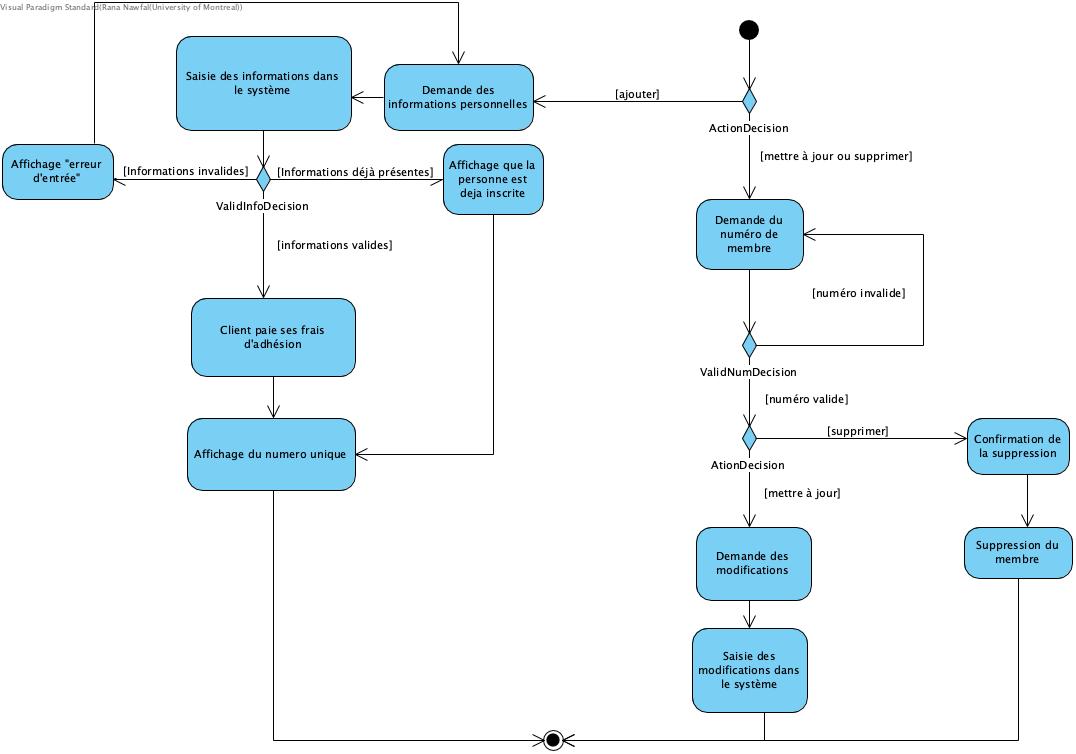 Visual Paradigm Standard(Rana Nawfal(University of Montreal))
Saisie des informations dans
le système
Demande des
informations personnelles
[ajouter]
ActionDecision
[mettre à jour ou supprimer]
Affichage "erreur
d'entrée"
[Informations invalides]
[Informations déjà présentes]
Affichage que la
personne est
deja inscrite
ValidInfoDecision
[informations valides]
Demande du
numéro de
membre
[numéro invalide]
Client paie ses frais
d'adhésion
ValidNumDecision
[numéro valide]
Affichage du numero unique
[supprimer]
Confirmation de
la suppression
AtionDecision
[mettre à jour]
Demande des
modifications
Suppression du
membre
Saisie des
modifications dans
le système